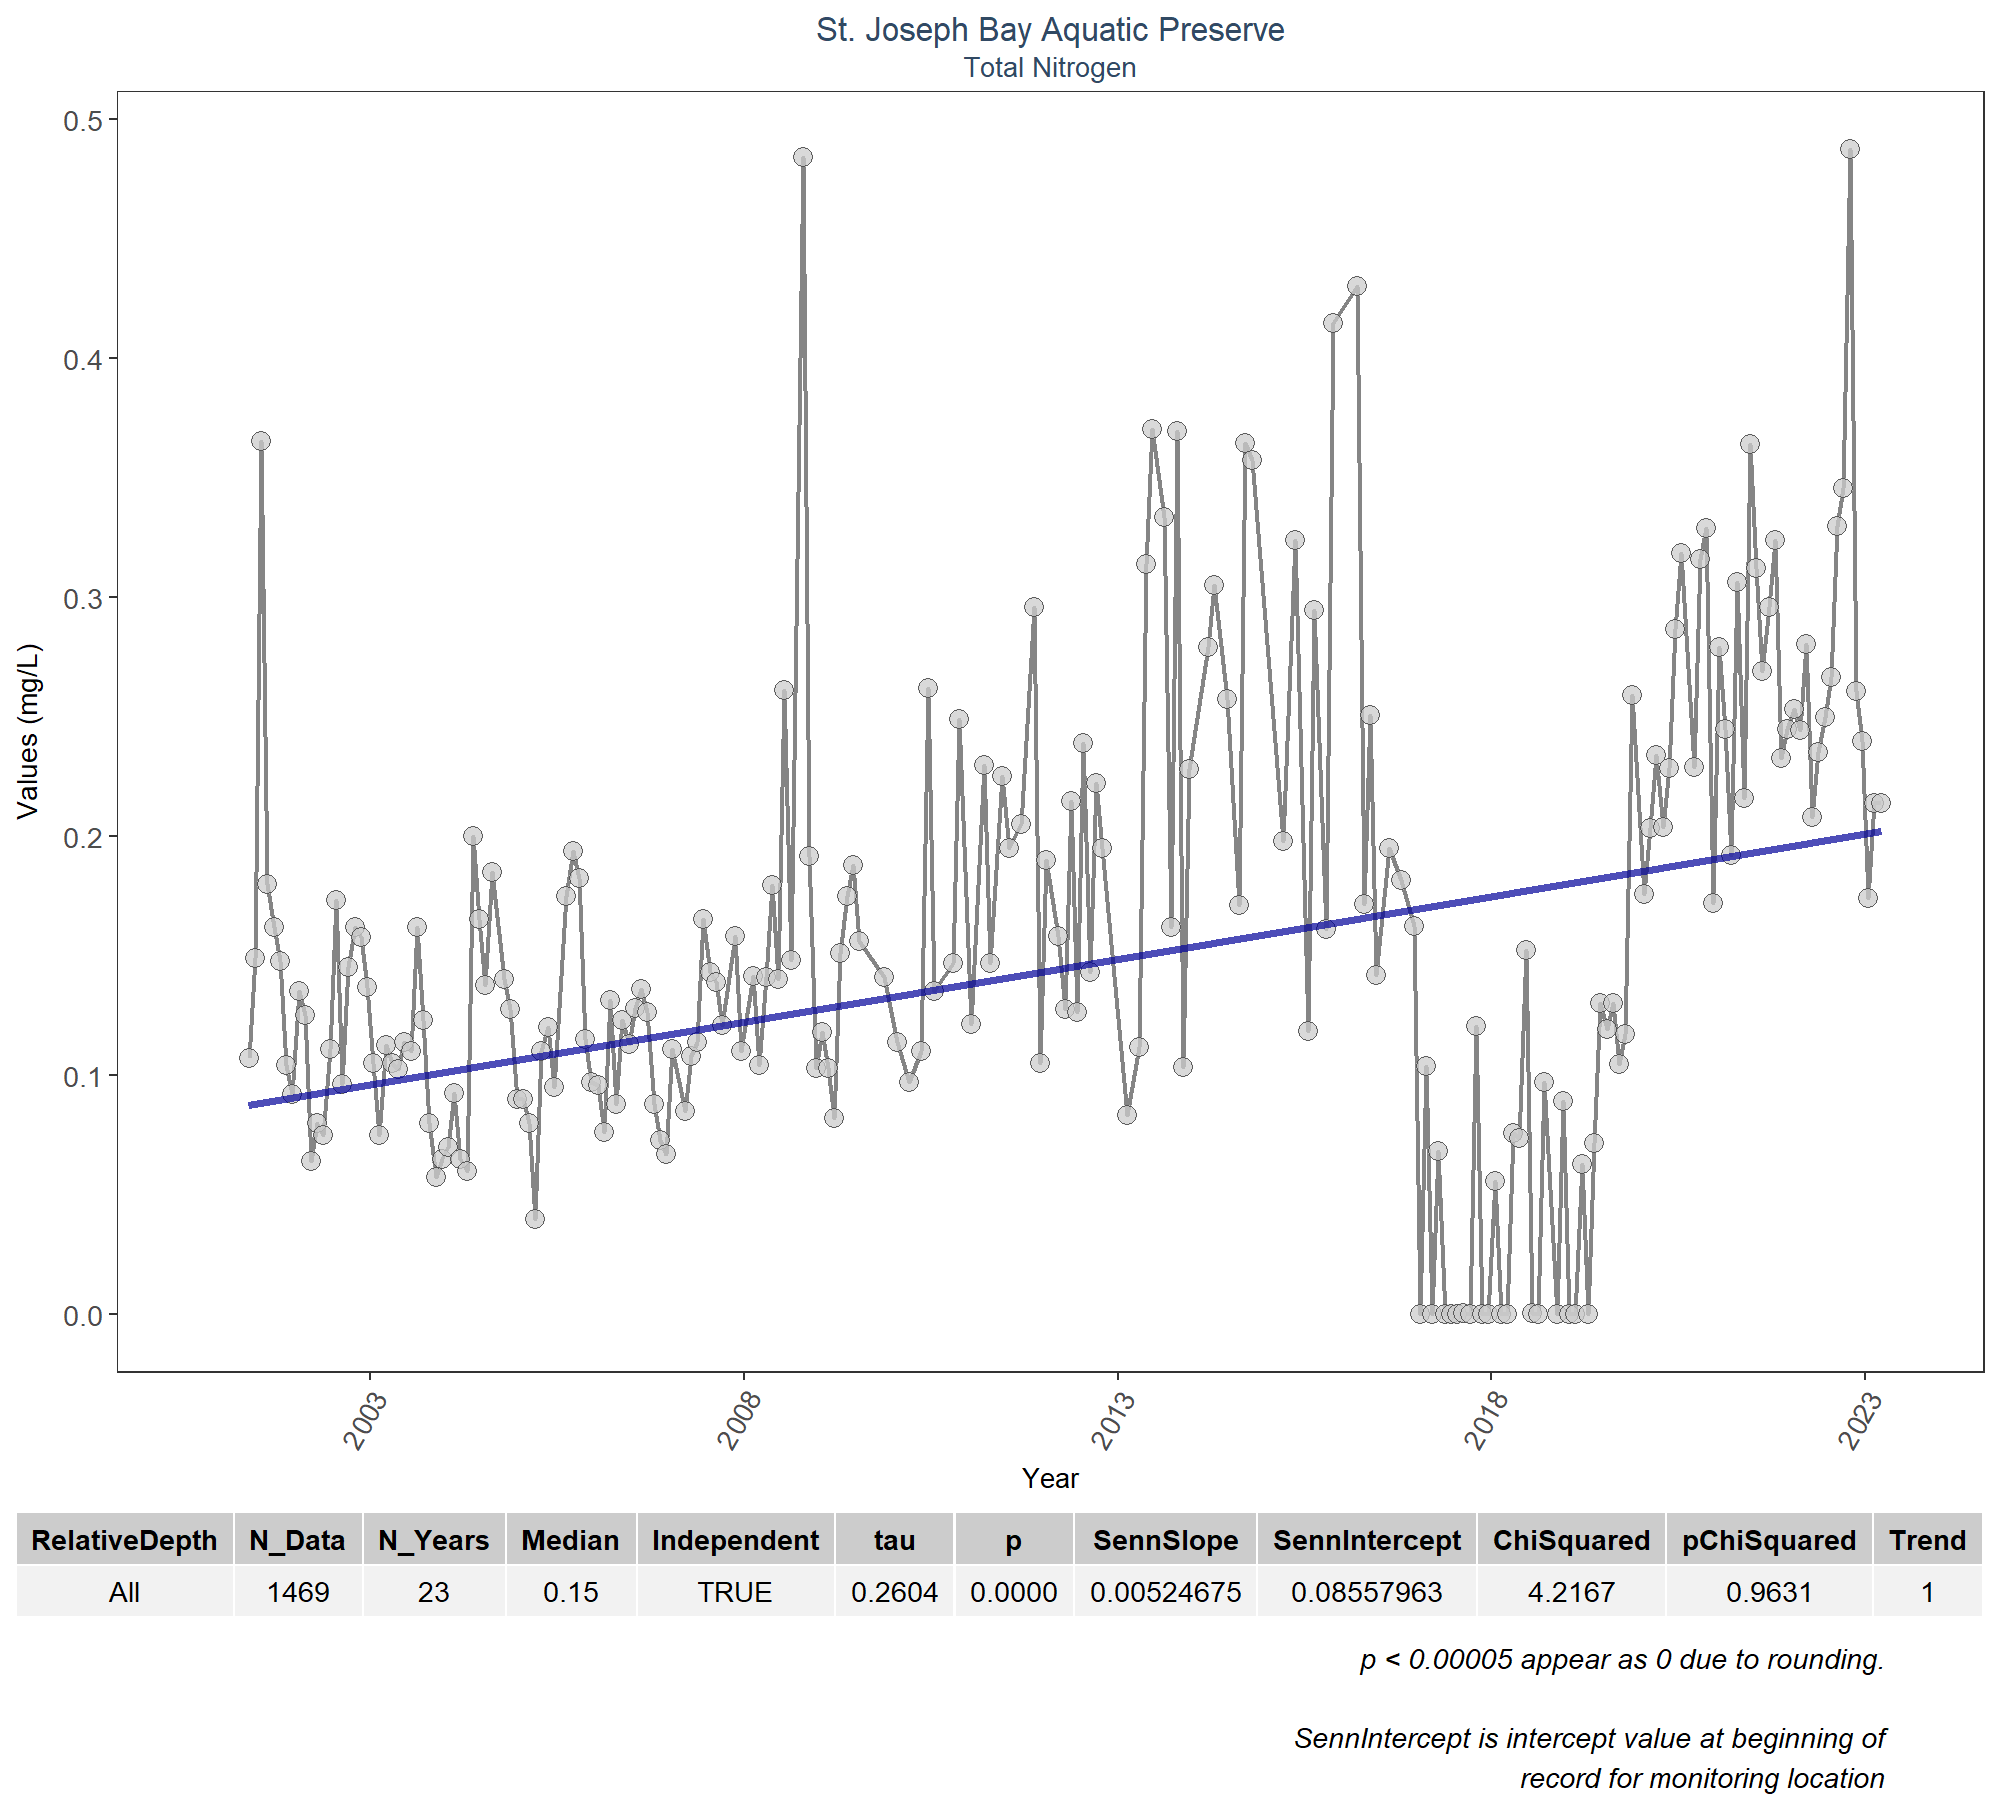 St. Joseph Bay Aquatic Preserve
Total Nitrogen
0.5
0.4
0.3
0.2
0.1
0.0
Values (mg/L)
2003 2008 2013 2018 2023
Year
RelativeDepth N_Data N_Years Median Independent tau p SennSlope SennIntercept ChiSquared pChiSquared Trend
All 1469 23 0.15 TRUE 0.2604 0.0000 0.00524675 0.08557963 4.2167 0.9631 1
p < 0.00005 appear as 0 due to rounding.
SennIntercept is intercept value at beginning of
record for monitoring location